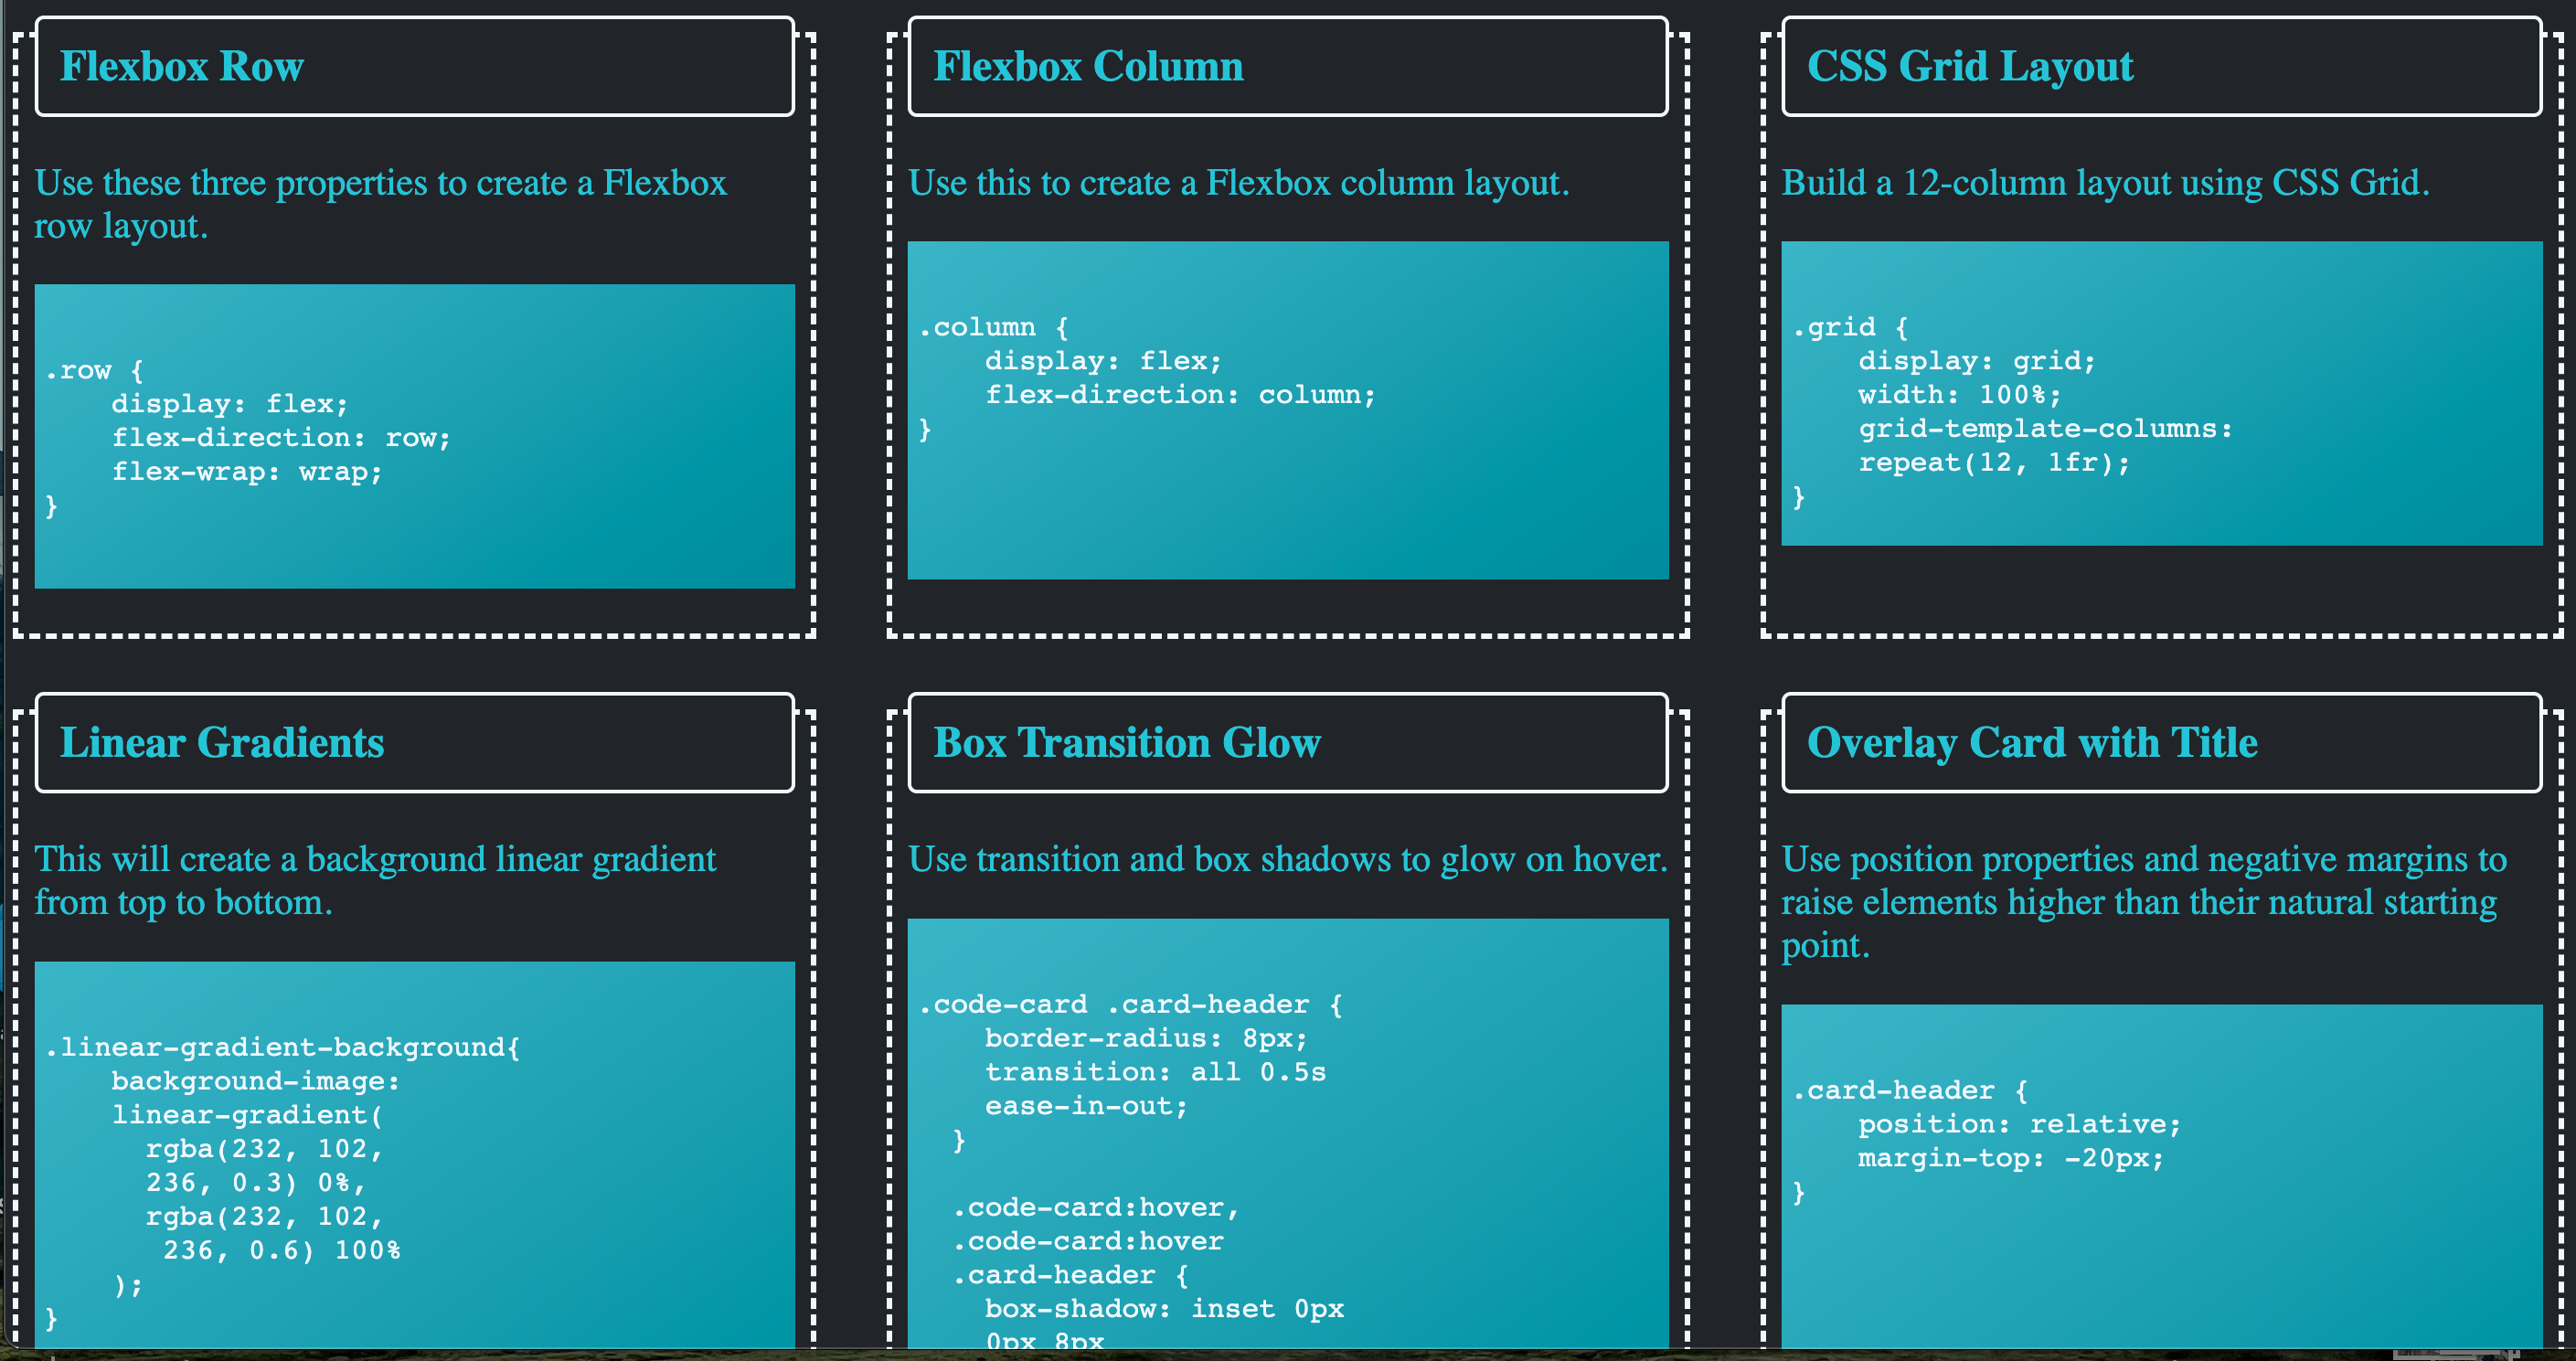 Flexbox Row
Use these three properties to create a Flexbox
row layout.
.row {
    display: flex;
    flex-direction: row;
    flex-wrap: wrap;
}
Flexbox Column
Use this to create a Flexbox column layout.
.column {
    display: flex;
    flex-direction: column;
}
CSS Grid Layout
Build a 12-column layout using CSS Grid.
.grid {
    display: grid;
    width: 100%;
    grid-template-columns:
    repeat(12, 1fr);
}
Linear Gradients
This will create a background linear gradient
from top to bottom.
.linear-gradient-background{
    background-image:
    linear-gradient(
      rgba(232, 102,
      236, 0.3) 0%,
      rgba(232, 102,
       236, 0.6) 100%
    );
}
Box Transition Glow
Use transition and box shadows to glow on hover.
.code-card .card-header {
    border-radius: 8px;
    transition: all 0.5s
    ease-in-out;
  }
  .code-card:hover,
  .code-card:hover
  .card-header {
    box-shadow: inset 0px
    0px 8px
Overlay Card with Title
Use position properties and negative margins to
raise elements higher than their natural starting
point.
.card-header {
    position: relative;
    margin-top: -20px;
}